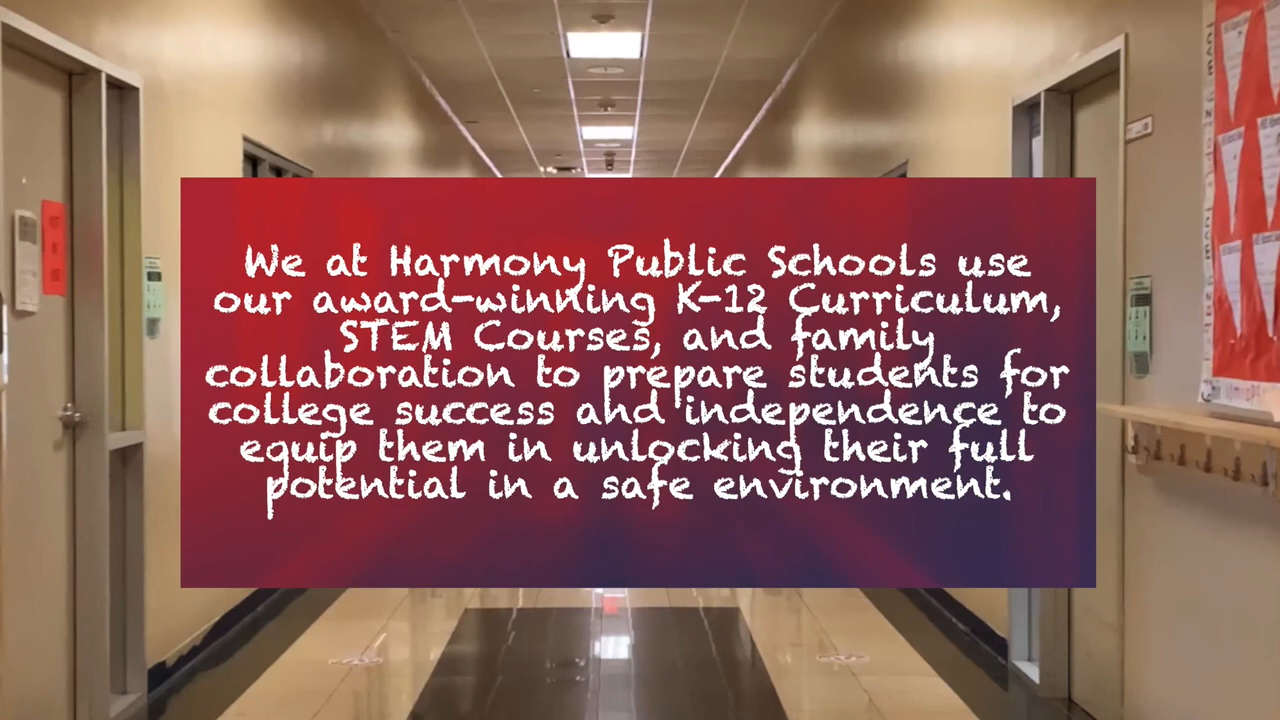 We at Harmony Public Schools use
our award-winning K-12 Curriculum,
STEM Courses, and family
collaboration to prepare students for
college success and independence to
equip them in unlocking their full
potential in a safe environment.